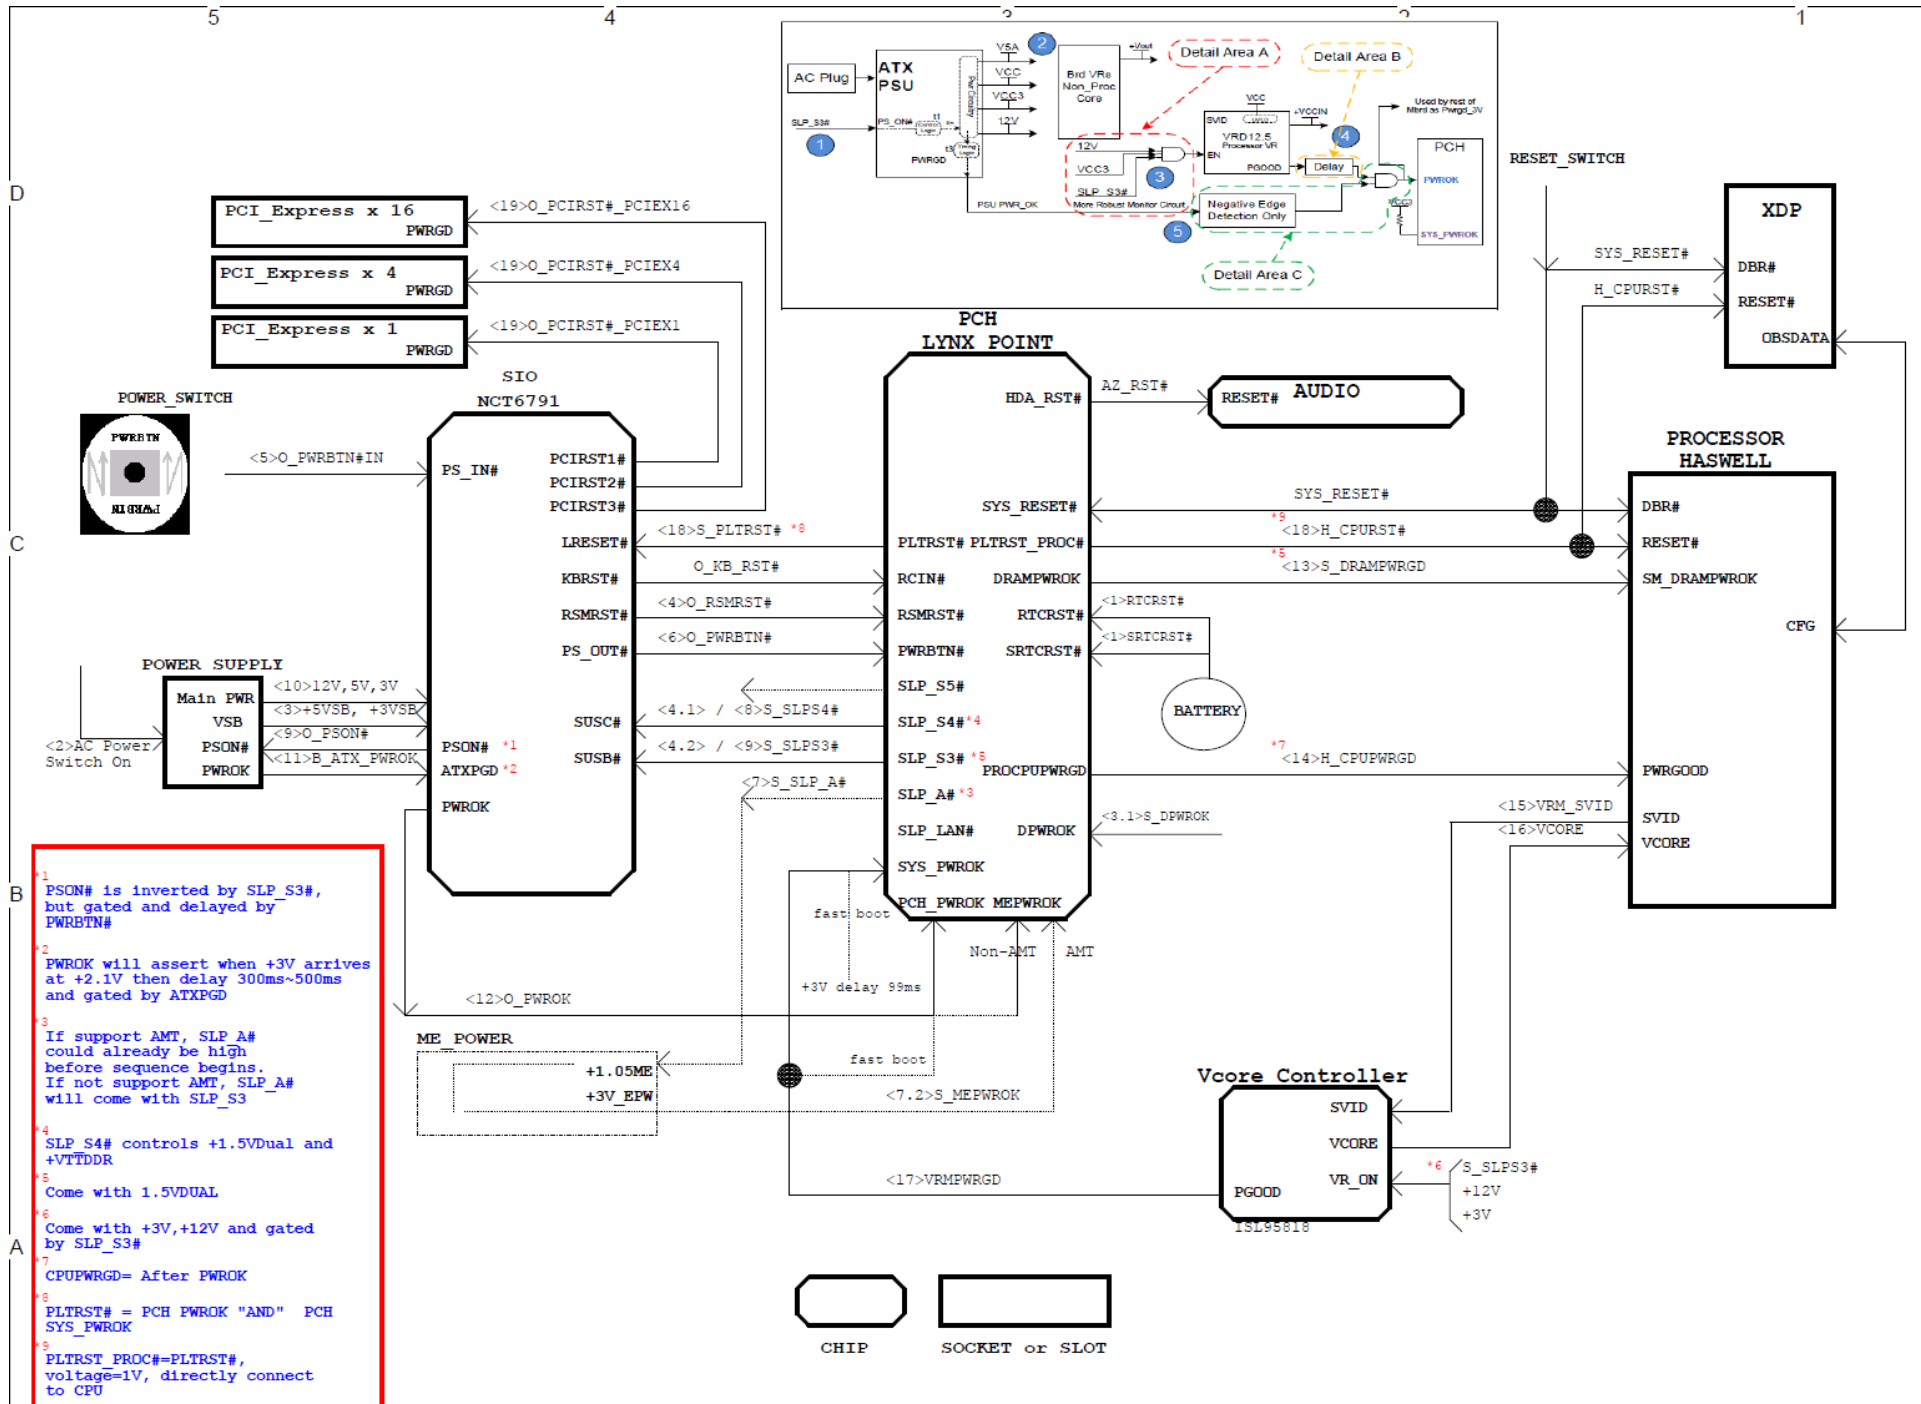 5
4
2
1
D
C
B
A
AC Plug
ATX
PSU
SLP_S3#
PS_ON#
t1
Control
Logic
Pwr Circuitry
t3
Timing
Logic
PWRGD
V5A
VCC
VCC3
12V
1
2
Brd VRs
Non_Proc
Core
+Vout
Detail Area A
Detail Area B
12V
VCC3
SLP_S3#
3
More Robust Monitor Circuit
PSU PWR_OK
VCC
SVID
VRD12.5
Processor VR
EN
PGOOD
+VCCIN
4
Delay
Used by rest of
Mbrd as Pwrgd_3V
PCH
PWROK
VCC3
SYS_PWROK
5
Negative Edge
Detection Only
Detail Area C
RESET_SWITCH
XDP
SYS_RESET#
DBR#
H_CPURST#
RESET#
OBSDATA
PCI_Express x 16
PWRGD
<19>O_PCIRST#_PCIEX16
PCI_Express x 4
PWRGD
<19>O_PCIRST#_PCIEX4
PCI_Express x 1
PWRGD
<19>O_PCIRST#_PCIEX1
POWER_SWITCH
PWRBTN
PWRBTN
<5>O_PWRBTN#IN
SIO
NCT6791
PS_IN#
PCIRST1#
PCIRST2#
PCIRST3#
LRESET#
KBRST#
RSMRST#
PS_OUT#
SUSC#
SUSB#
PSON# *1
ATXPGD *2
PWROK
<18>S_PLTRST# *8
O_KB_RST#
<4>O_RSMRST#
<6>O_PWRBTN#
<4.1> / <8>S_SLPS4#
<4.2> / <9>S_SLPS3#
<7>S_SLP_A#
POWER SUPPLY
Main PWR
VSB
PSON#
PWROK
<10>12V,5V,3V
<3>+5VSB, +3VSB
<9>O_PSON#
<11>B_ATX_PWROK
<2>AC Power
Switch On
PCH
LYNX POINT
HDA_RST#
SYS_RESET#
PLTRST# PLTRST_PROC#
RCIN# DRAMPWROK
RSMRST# RTCRST#
PWRBTN# SRTCRST#
SLP_S5#
SLP_S4#*4
SLP_S3# *5
PROCPUPWRGD
SLP_A# *3
SLP_LAN# DPWROK
SYS_PWROK
PCH_PWROK MEPWROK
AZ_RST#
RESET# AUDIO
PROCESSOR
HASWELL
SYS_RESET#
*9
<18>H_CPURST#
*5
<13>S_DRAMPWRGD
<1>RTCRST#
<1>SRTCRST#
BATTERY
*7
<14>H_CPUPWRGD
<3.1>S_DPWROK
<15>VRM_SVID
<16>VCORE
DBR#
RESET#
SM_DRAMPWROK
CFG
PWRGOOD
SVID
VCORE
fast boot
Non-AMT AMT
+3V delay 99ms
<12>O_PWROK
ME_POWER
+1.05ME
+3V_EPW
fast boot
<7.2>S_MEPWROK
<17>VRMPWRGD
Vcore Controller
SVID
VCORE
VR_ON
PGOOD
ISL95818
*6
S_SLPS3#
+12V
+3V
*1
PSON# is inverted by SLP_S3#,
but gated and delayed by
PWRBTN#
*2
PWROK will assert when +3V arrives
at +2.1V then delay 300ms~500ms
and gated by ATXPGD
*3
If support AMT, SLP_A#
could already be high
before sequence begins.
If not support AMT, SLP_A#
will come with SLP_S3
*4
SLP_S4# controls +1.5VDual and
+VTTDDR
*5
Come with 1.5VDUAL
*6
Come with +3V,+12V and gated
by SLP_S3#
*7
CPUPWRGD= After PWROK
*8
PLTRST# = PCH PWROK "AND" PCH
SYS_PWROK
*9
PLTRST_PROC#=PLTRST#,
voltage=1V, directly connect
to CPU
CHIP
SOCKET or SLOT